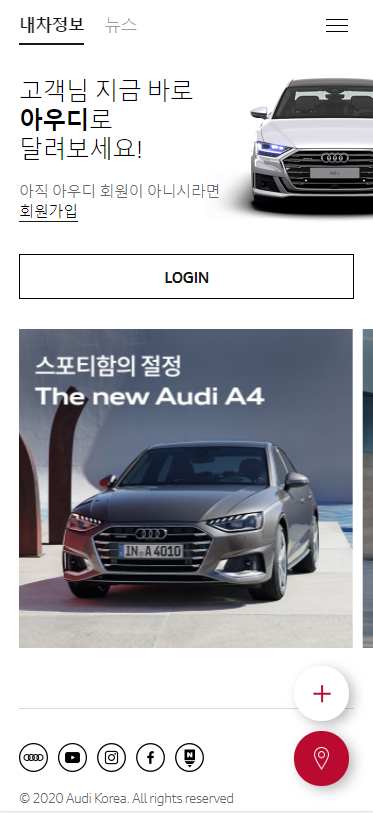 내차정보 뉴스
고객님 지금 바로
아우디로
달려보세요!
아직 아우디 회원이 아니시라면
회원가입
LOGIN
스포티함의 절정
The new Audi A4
IN A 4010
© 2020 Audi Korea. All rights reserved